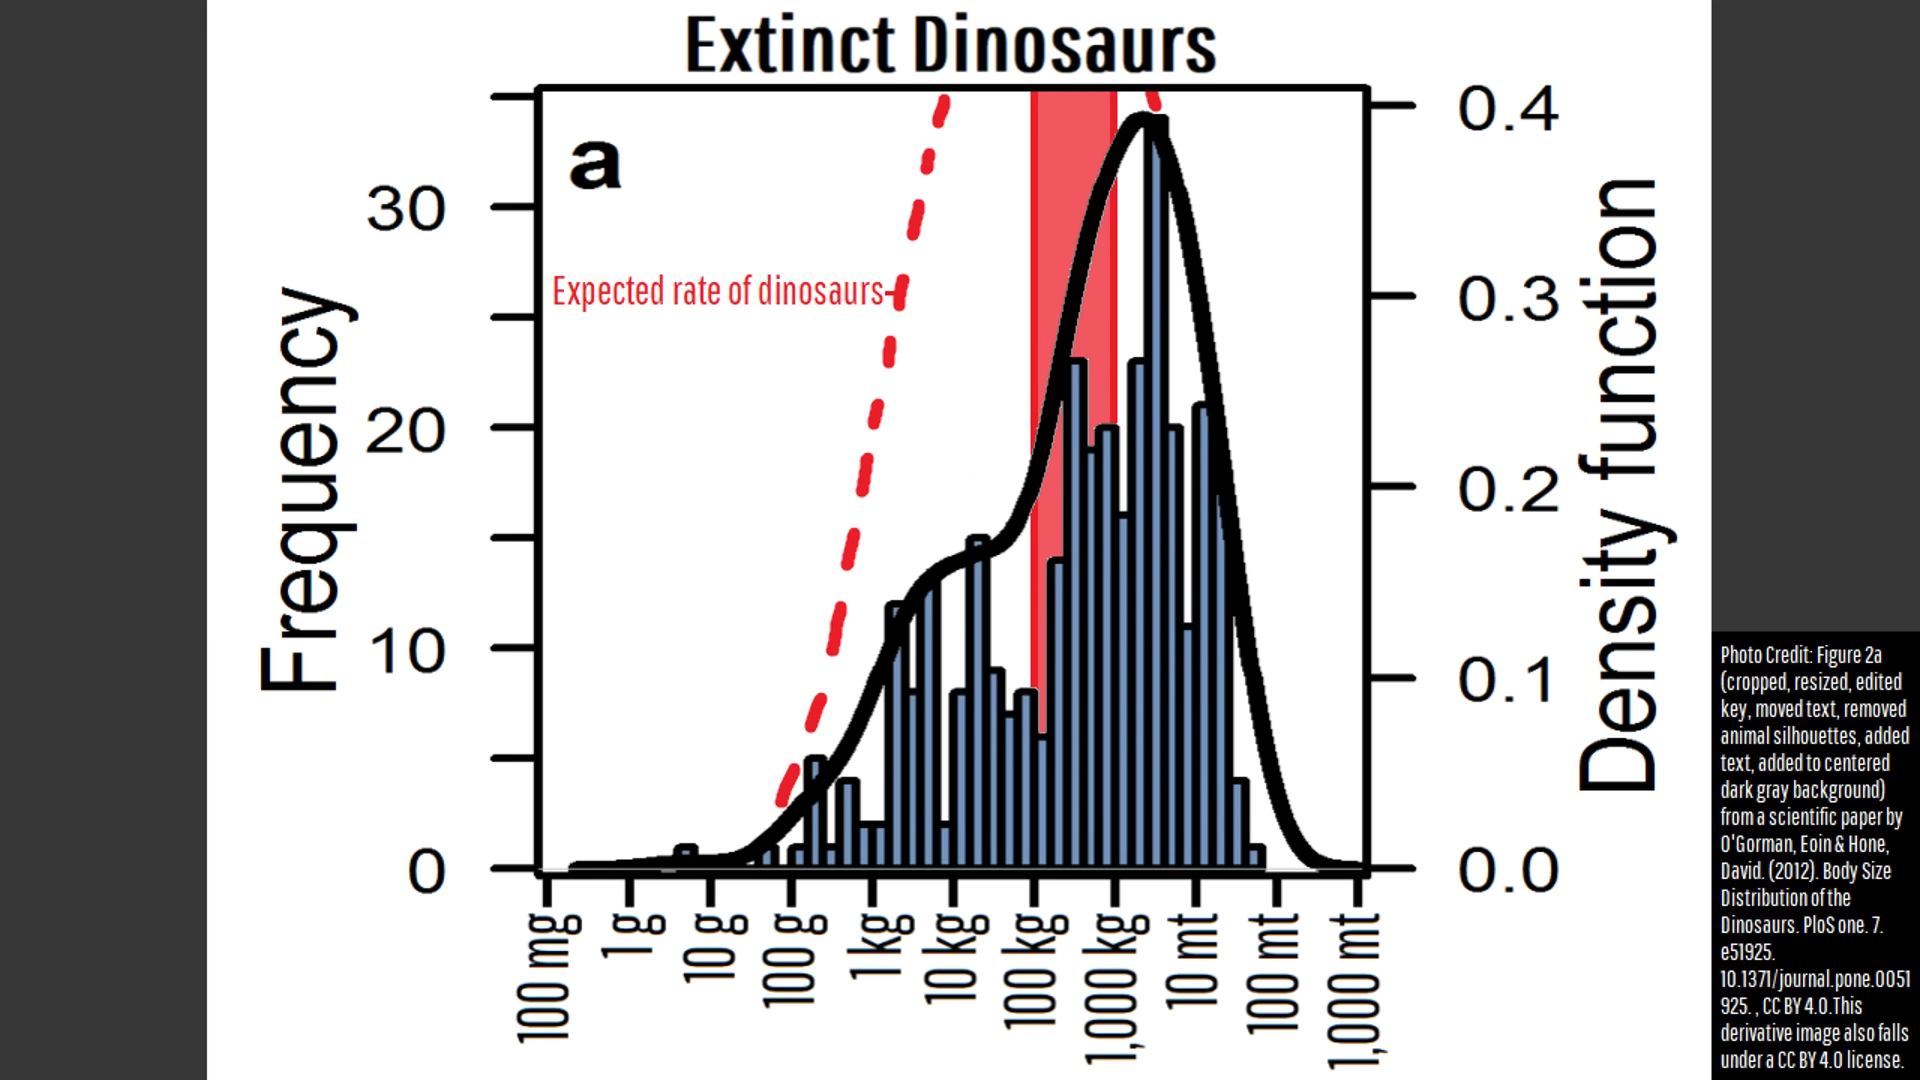 Extinct Dinosaurs
a
Expected rate of dinosaurs
Frequency
30
20
10
0
0.4
0.3
0.2
0.1
0.0
Density function
100 mg
1 g
10 g
100 g
1 kg
10 kg
100 kg
1,000 kg
10 mt
100 mt
1,000 mt
Photo Credit: Figure 2a
(cropped, resized, edited
key, moved text, removed
animal silhouettes, added
text, added to centered
dark gray background)
from a scientific paper by
O'Gorman, Eoin & Hone,
David. (2012). Body Size
Distribution of the
Dinosaurs. PloS one. 7.
e51925.
10.1371/journal.pone.0051
925. , CC BY 4.0.This
derivative image also falls
under a CC BY 4.0 license.